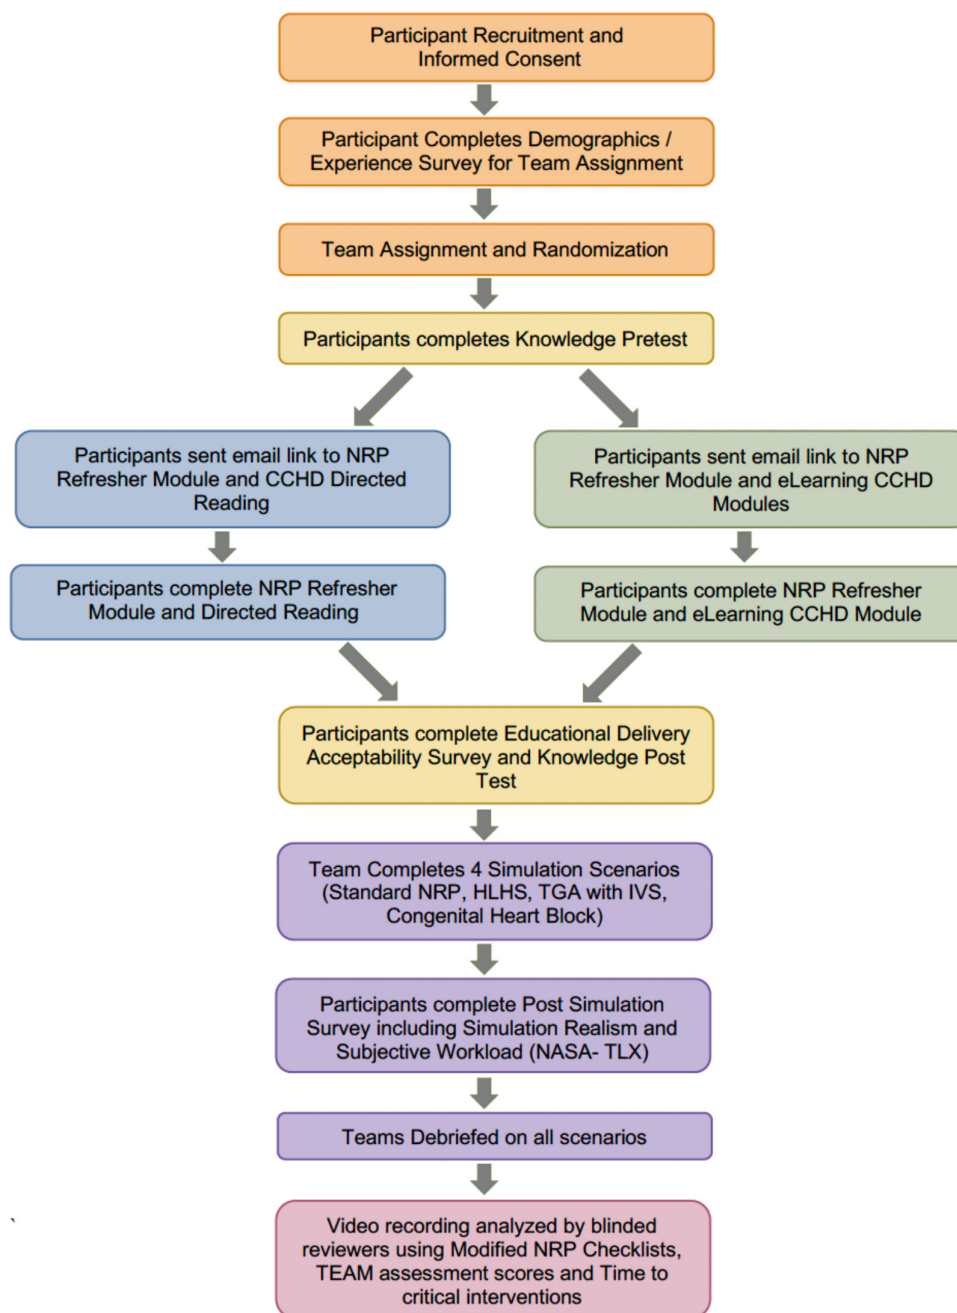 Participant Recruitment and
Informed Consent
Participant Completes Demographics /
Experience Survey for Team Assignment
Team Assignment and Randomization
Participants completes Knowledge Pretest
Participants sent email link to NRP
Refresher Module and CCHD Directed
Reading
Participants sent email link to NRP
Refresher Module and eLearning CCHD
Modules
Participants complete NRP Refresher
Module and Directed Reading
Participants complete NRP Refresher
Module and eLearning CCHD Module
Participants complete Educational Delivery
Acceptability Survey and Knowledge Post
Test
Team Completes 4 Simulation Scenarios
(Standard NRP, HLHS, TGA with IVS,
Congenital Heart Block)
Participants complete Post Simulation
Survey including Simulation Realism and
Subjective Workload (NASA- TLX)
Teams Debriefed on all scenarios
`
Video recording analyzed by blinded
reviewers using Modified NRP Checklists,
TEAM assessment scores and Time to
critical interventions